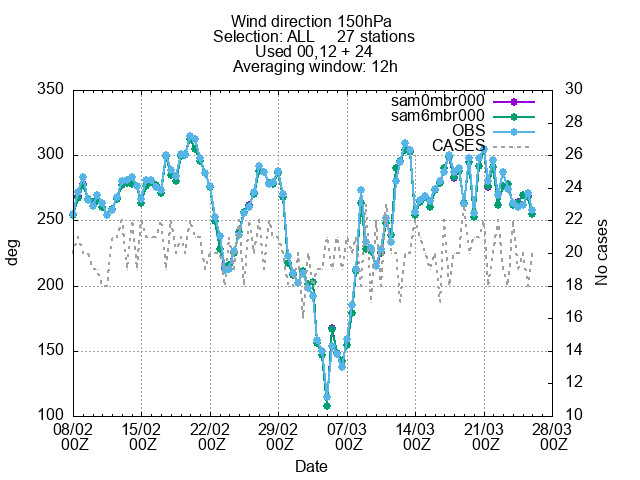 Wind direction 150hPa
Selection: ALL 27 stations
Used 00,12 + 24
Averaging window: 12h
sam0mbr000
sam6mbr000
OBS
CASES
350
300
250
200
150
100
deg
30
28
26
24
22
20
18
16
14
12
10
No cases
08/02 15/02 22/02 29/02 07/03 14/03 21/03 28/03
00Z 00Z 00Z 00Z 00Z 00Z 00Z 00Z
Date